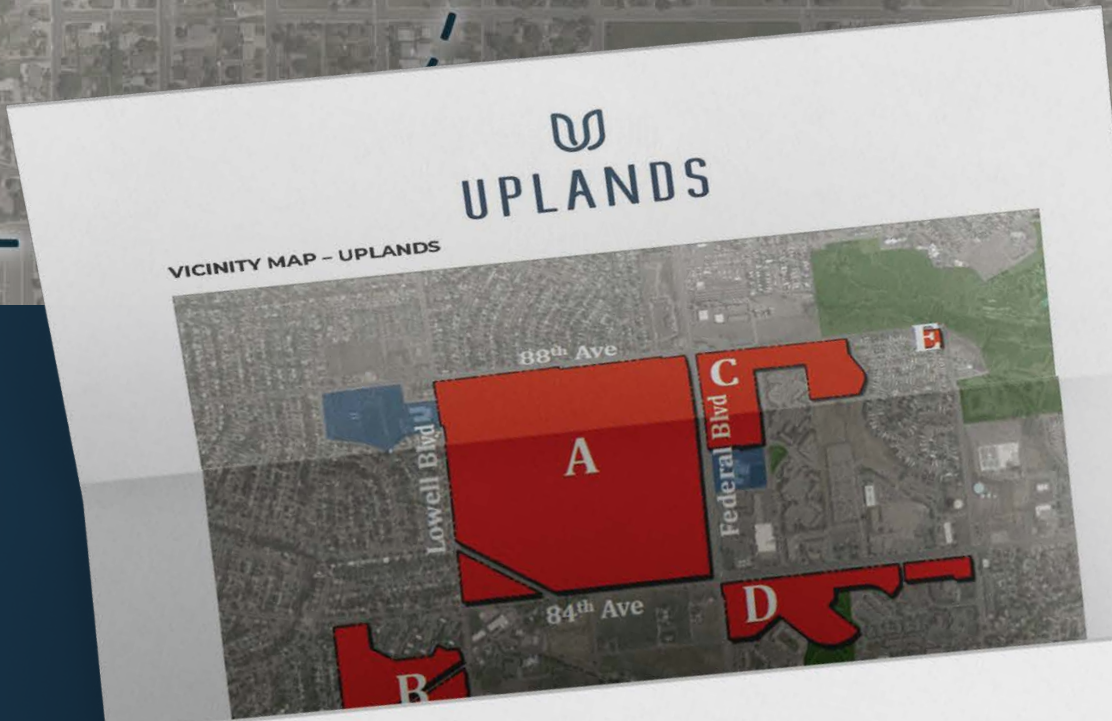 UPLANDS
VICINITY MAP – UPLANDS
88th Ave
E
C
Lowell Blvd
A
Federal Blvd
84th Ave
D
B